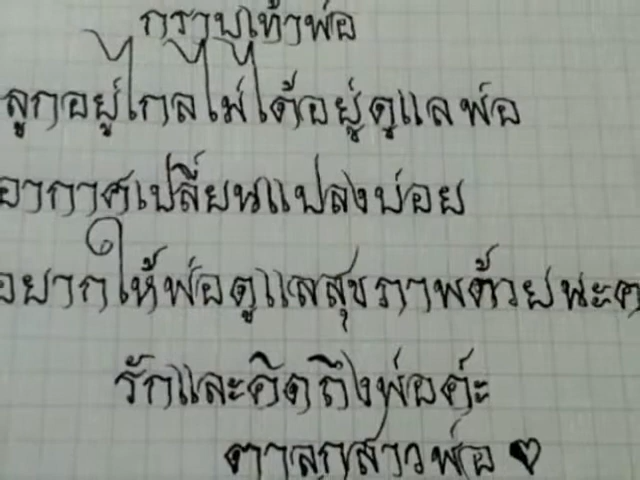 กราบเท้าพ่อ
ลูกอยู่ไกลไม่ได้อยู่ดูแลพ่อ
อากาศเปลี่ยนแปลงบ่อย
อยากให้พ่อดูแลสุขภาพด้วยนะค
รักและคิดถึงพ่อค่ะ
จากลูกสาวพ่อ ♥